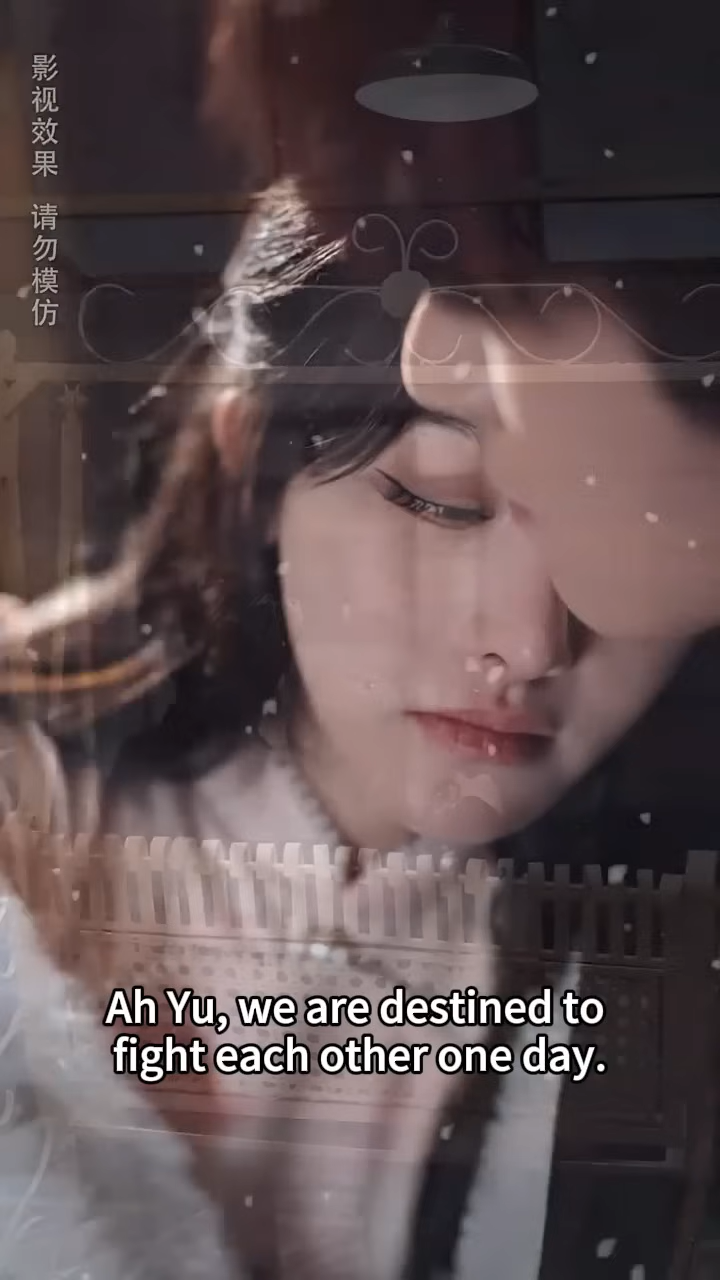 影视效果 请勿模仿
Ah Yu, we are destined to
fight each other one day.